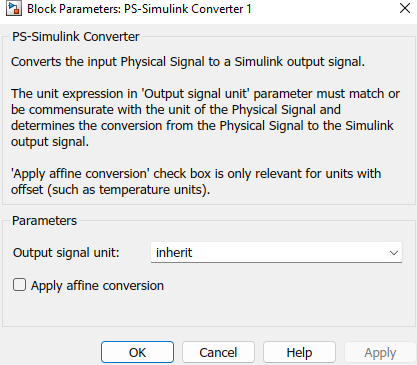 Block Parameters: PS-Simulink Converter 1
PS-Simulink Converter
Converts the input Physical Signal to a Simulink output signal.
The unit expression in 'Output signal unit' parameter must match or
be commensurate with the unit of the Physical Signal and
determines the conversion from the Physical Signal to the Simulink
output signal.
'Apply affine conversion' check box is only relevant for units with
offset (such as temperature units).
Parameters
Output signal unit: inherit
Apply affine conversion
OK Cancel Help Apply